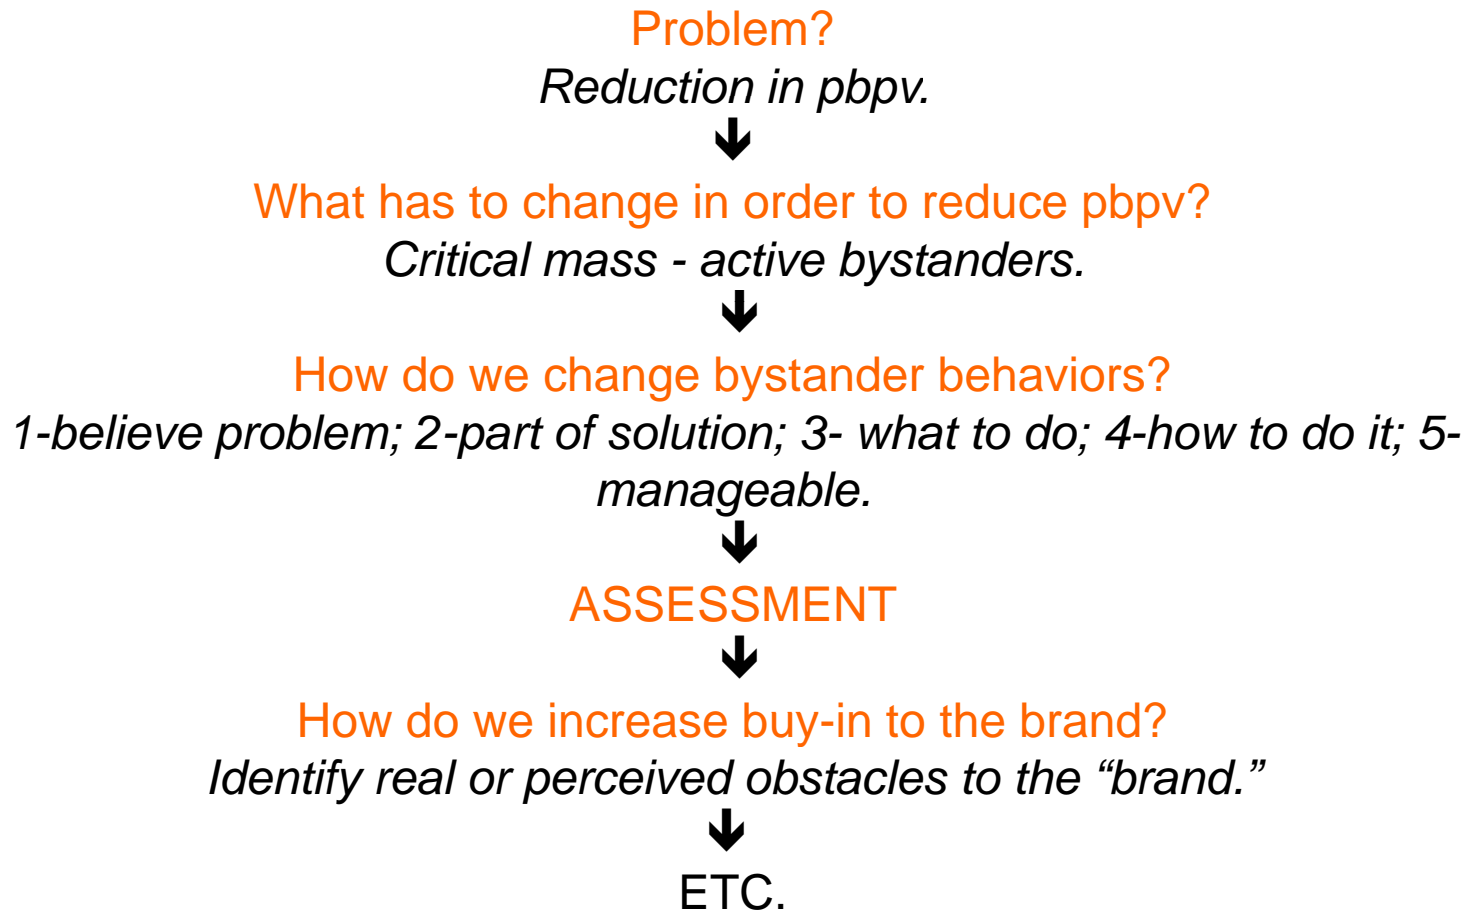 Problem?
Reduction in pbpv.
What has to change in order to reduce pbpv?
Critical mass - active bystanders.
How do we change bystander behaviors?
1-believe problem; 2-part of solution; 3- what to do; 4-how to do it; 5-
manageable.
ASSESSMENT
How do we increase buy-in to the brand?
Identify real or perceived obstacles to the “brand.”
ETC.